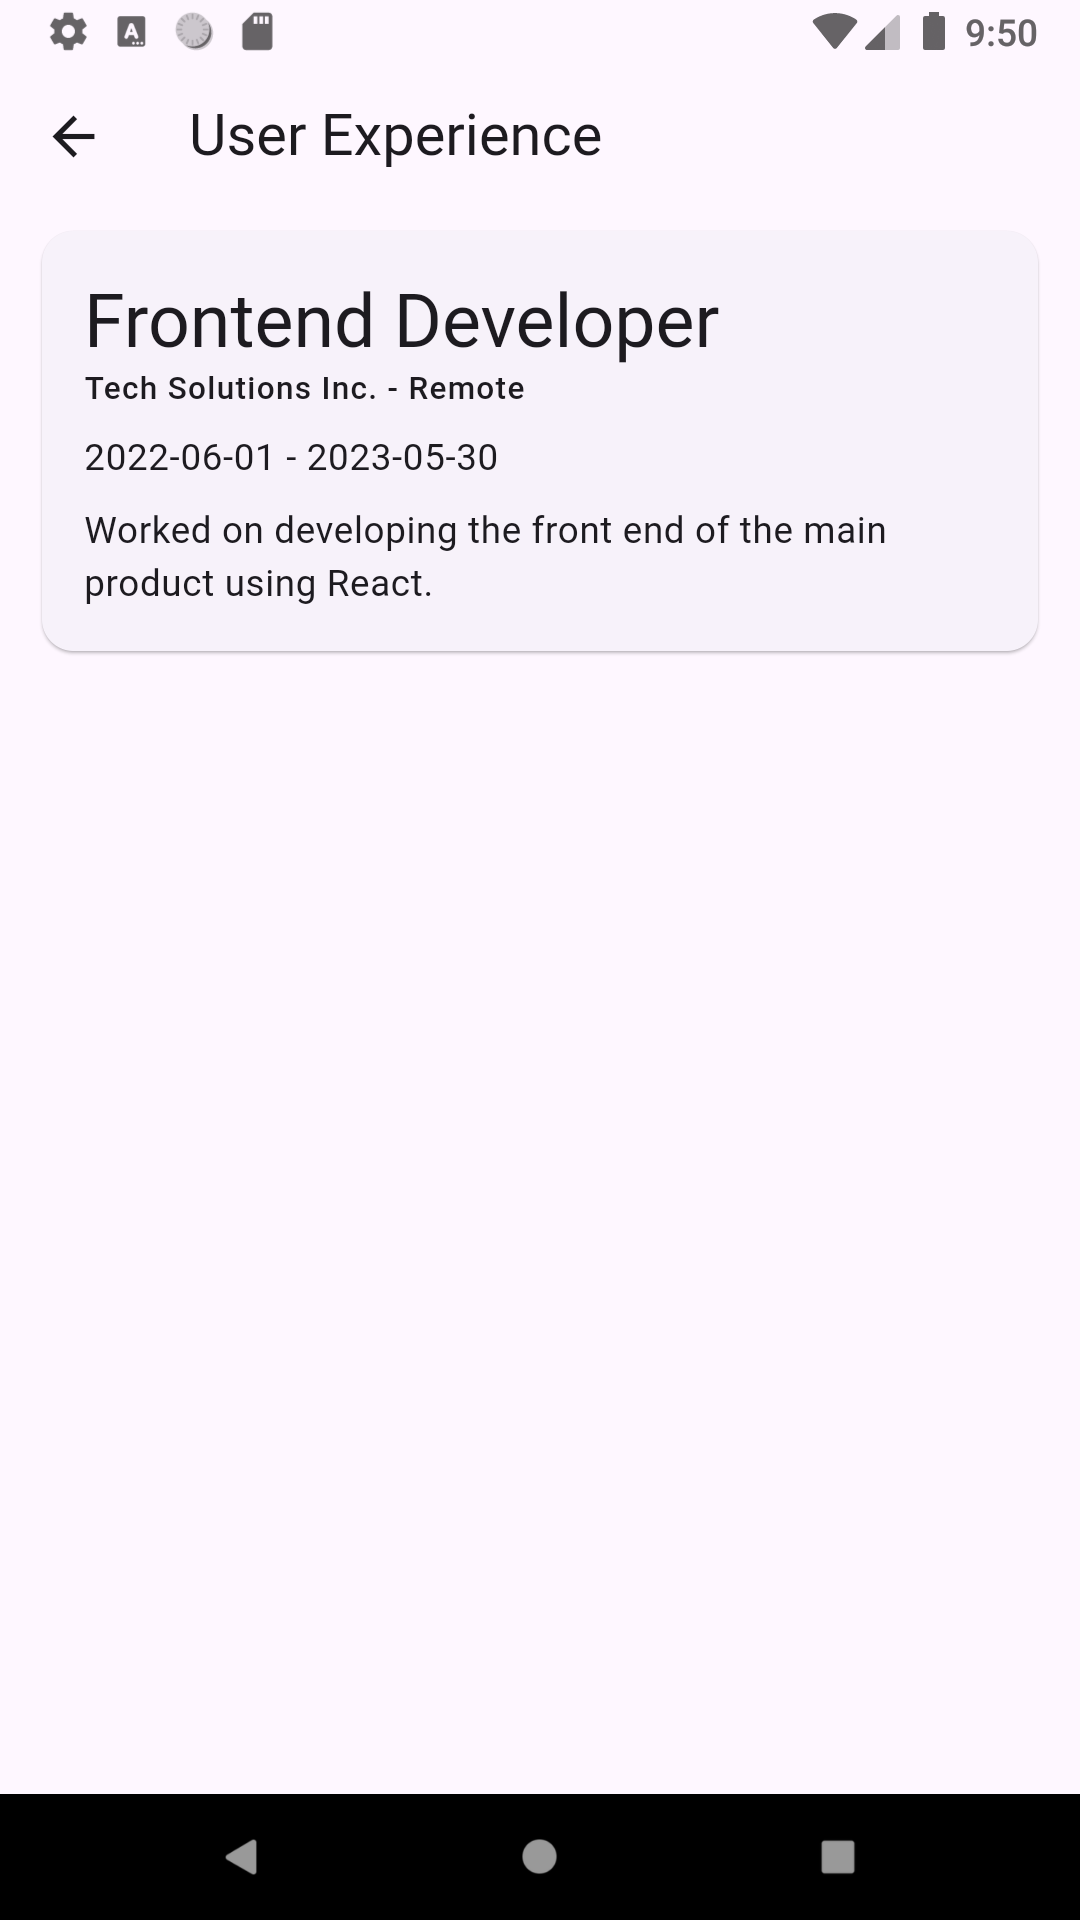 9:50
User Experience
Frontend Developer
Tech Solutions Inc. - Remote
2022-06-01 - 2023-05-30
Worked on developing the front end of the main
product using React.